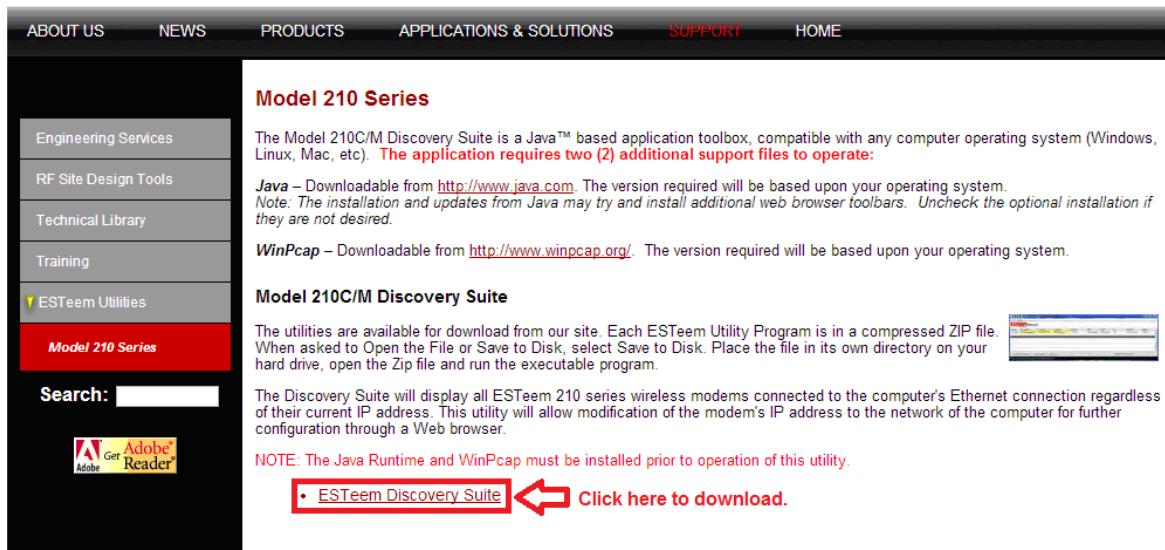 ABOUT US NEWS PRODUCTS APPLICATIONS & SOLUTIONS SUPPORT HOME
Engineering Services
RF Site Design Tools
Technical Library
Training
ESTeem Utilities
Model 210 Series
Search:
Adobe
Get Adobe®
Reader®
Model 210 Series
The Model 210C/M Discovery Suite is a Java™ based application toolbox, compatible with any computer operating system (Windows,
Linux, Mac, etc). The application requires two (2) additional support files to operate:
Java – Downloadable from http://www.java.com. The version required will be based upon your operating system.
Note: The installation and updates from Java may try and install additional web browser toolbars. Uncheck the optional installation if
they are not desired.
WinPcap – Downloadable from http://www.winpcap.org/. The version required will be based upon your operating system.
Model 210C/M Discovery Suite
The utilities are available for download from our site. Each ESTeem Utility Program is in a compressed ZIP file.
When asked to Open the File or Save to Disk, select Save to Disk. Place the file in its own directory on your
hard drive, open the Zip file and run the executable program.
The Discovery Suite will display all ESTeem 210 series wireless modems connected to the computer's Ethernet connection regardless
of their current IP address. This utility will allow modification of the modem's IP address to the network of the computer for further
configuration through a Web browser.
NOTE: The Java Runtime and WinPcap must be installed prior to operation of this utility.
• ESTeem Discovery Suite Click here to download.